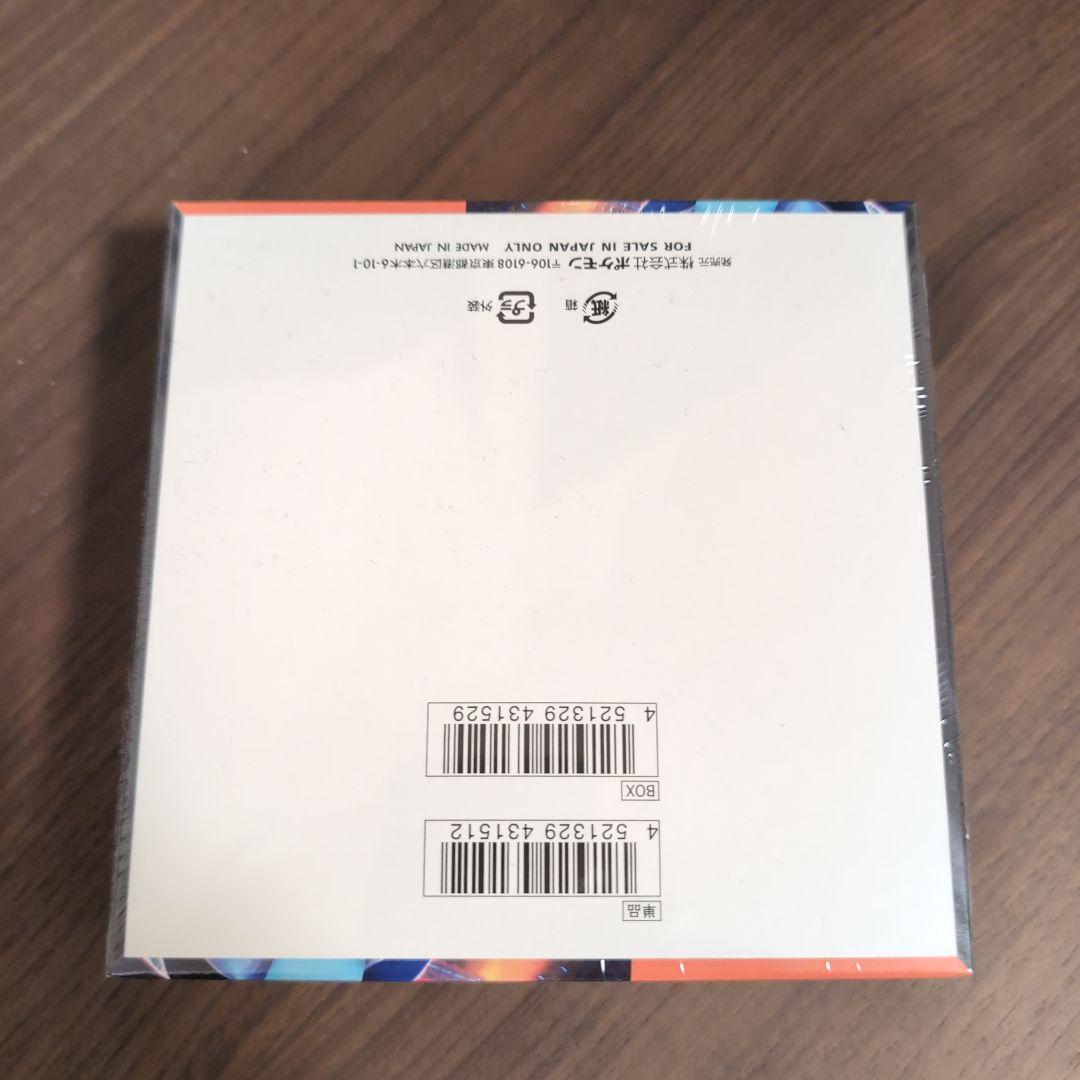 単品
4 521329 431512
BOX
4 521329 431529
紙 箱 プラ 外装
発売元 株式会社 ポケモン 〒106-6108 東京都港区六本木6-10-1
FOR SALE IN JAPAN ONLY MADE IN JAPAN